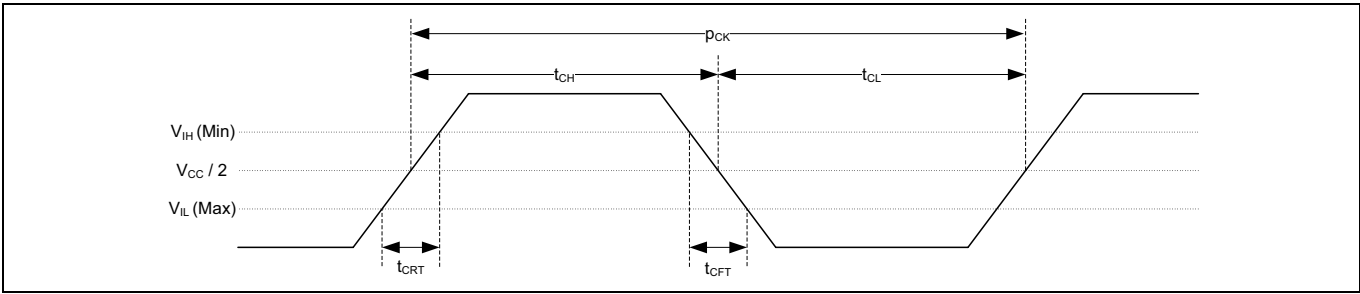 pCK
tCH
tCL
VIH (Min)
VCC / 2
VIL (Max)
tCRT
tCFT